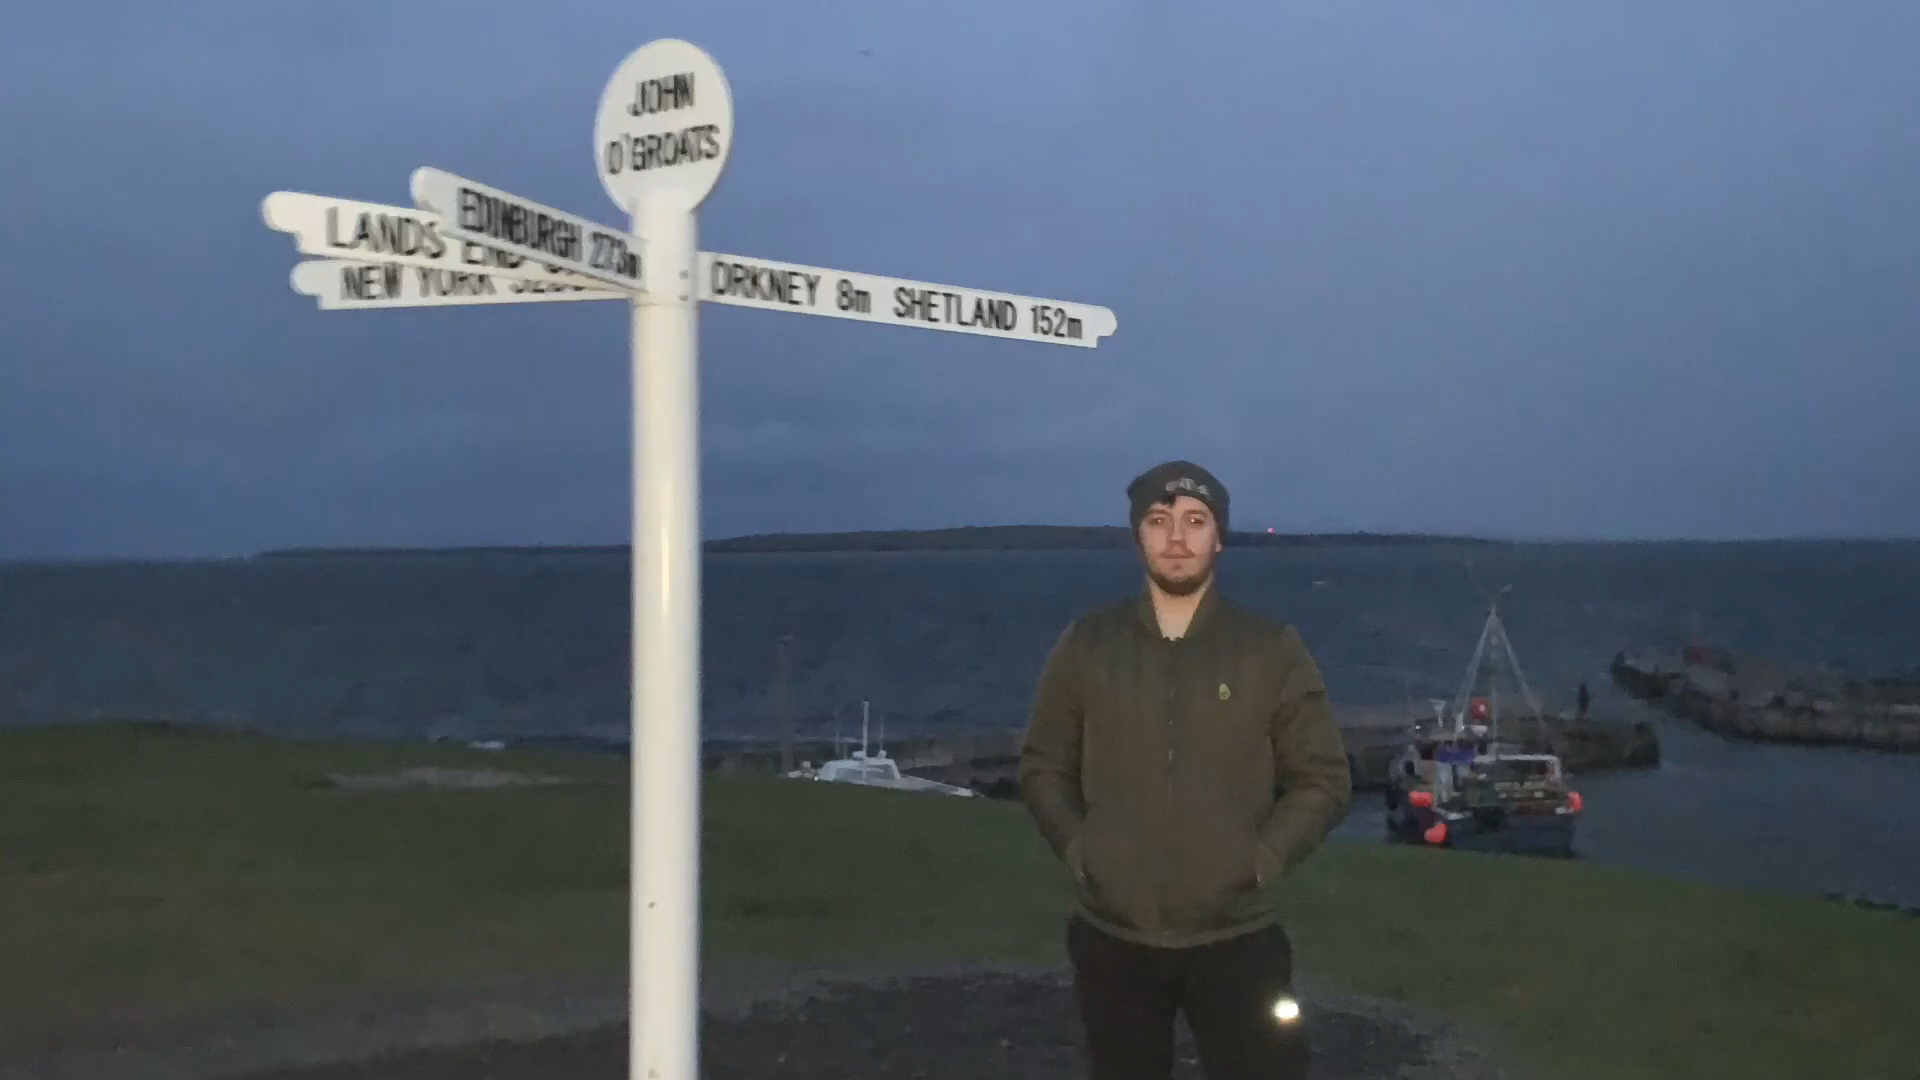 JOHN
O'GROATS
EDINBURGH 273m
LANDS END
NEW YORK
ORKNEY 8m SHETLAND 152m